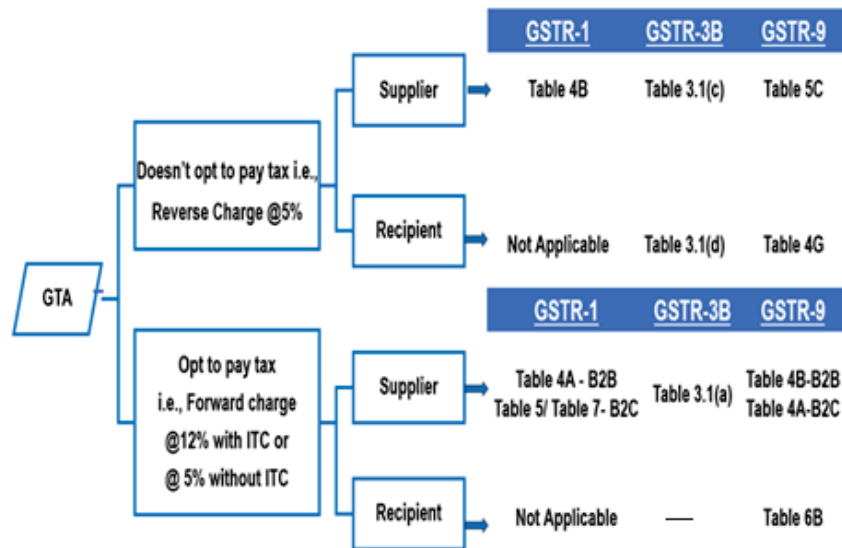 GSTR-1 GSTR-3B GSTR-9
Supplier Table 4B Table 3.1(c) Table 5C
Doesn't opt to pay tax i.e.,
Reverse Charge @5%
Recipient Not Applicable Table 3.1(d) Table 4G
GTA
GSTR-1 GSTR-3B GSTR-9
Opt to pay tax
i.e., Forward charge
@12% with ITC or
@ 5% without ITC
Supplier
Table 4A - B2B Table 3.1(a) Table 4B-B2B
Table 5/ Table 7- B2C Table 4A-B2C
Recipient Not Applicable — Table 6B